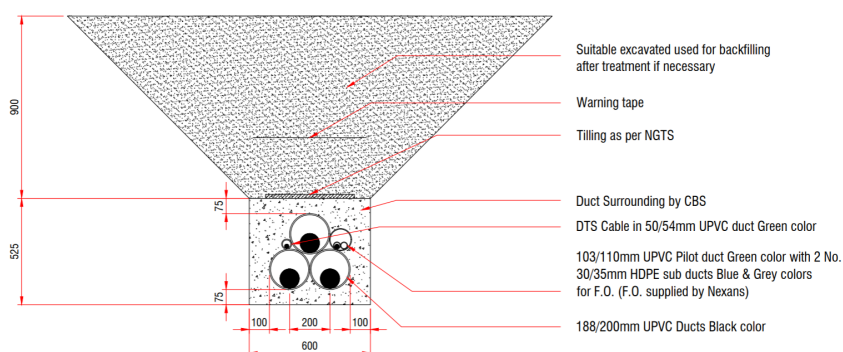 Suitable excavated used for backfilling
after treatment if necessary
Warning tape
Tilling as per NGTS
Duct Surrounding by CBS
DTS Cable in 50/54mm UPVC duct Green color
103/110mm UPVC Pilot duct Green color with 2 No.
30/35mm HDPE sub ducts Blue & Grey colors
for F.O. (F.O. supplied by Nexans)
188/200mm UPVC Ducts Black color
900
525
75
75
100 200 100
600